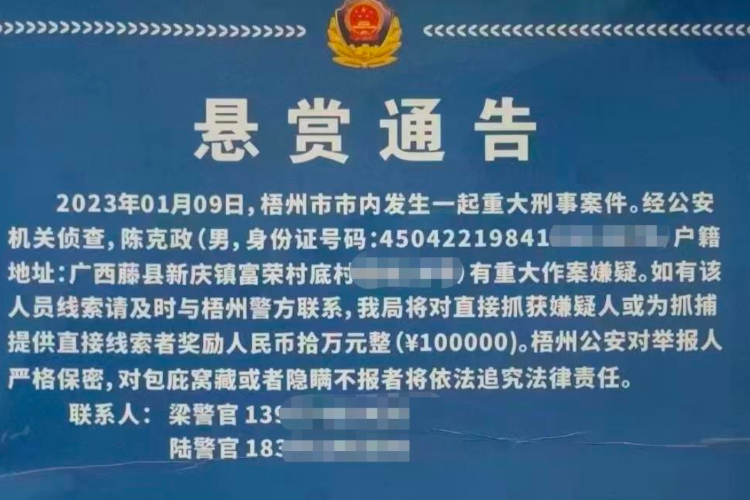 悬赏通告
2023年01月09日，梧州市市内发生一起重大刑事案件。经公安
机关侦查，陈克政（男，身份证号码：45042219841 户籍
地址：广西藤县新庆镇富荣村底村 ）有重大作案嫌疑。如有该
人员线索请及时与梧州警方联系，我局将对直接抓获嫌疑人或为抓捕
提供直接线索者奖励人民币拾万元整（¥100000）。梧州公安对举报人
严格保密，对包庇窝藏或者隐瞒不报者将依法追究法律责任。
联系人： 梁警官 139
陆警官 183